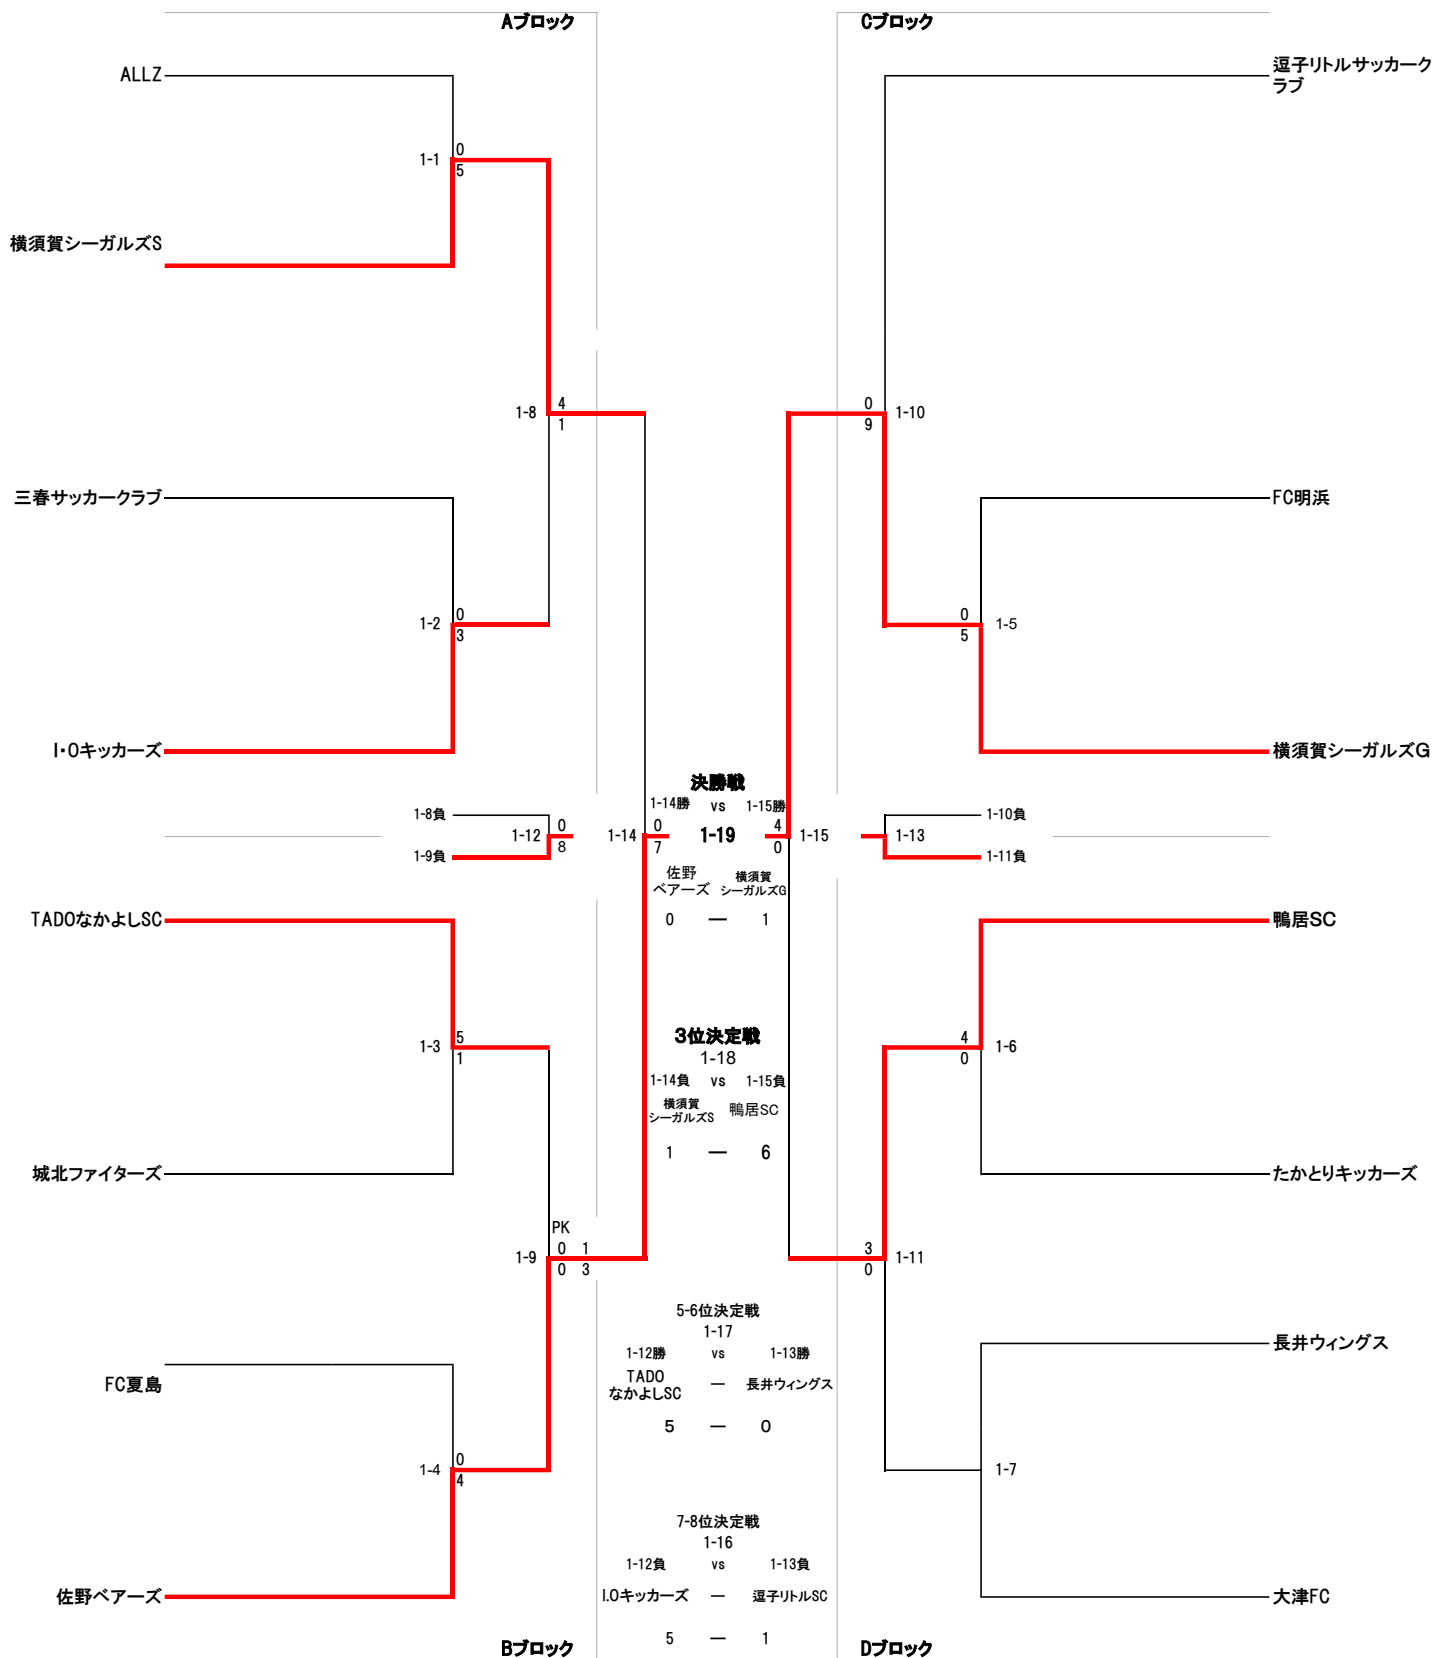 Aブロック
Cブロック
ALLZ
逗子リトルサッカーク
ラブ
1-1
0
5
横須賀シーガルズS
1-8
4
1
0
9
1-10
三春サッカークラブ
FC明浜
1-2
0
3
0
5
1-5
I・Oキッカーズ
横須賀シーガルズG
決勝戦
1-14勝 vs 1-15勝
1-8負
1-9負
1-12
0
8
1-14
0
7
1-19
4
0
1-15
1-13
1-10負
1-11負
佐野
ベアーズ
横須賀
シーガルズG
0 ― 1
TADOなかよしSC
鴨居SC
3位決定戦
1-18
1-14負 vs 1-15負
横須賀
シーガルズS
鴨居SC
1 ― 6
1-3
5
1
4
0
1-6
城北ファイターズ
たかとりキッカーズ
PK
1-9
0 1
0 3
3
0
1-11
5-6位決定戦
1-17
1-12勝 vs 1-13勝
TADO
なかよしSC
― 長井ウィングス
5 ― 0
FC夏島
長井ウィングス
1-4
0
4
1-7
7-8位決定戦
1-16
1-12負 vs 1-13負
I.Oキッカーズ ― 逗子リトルSC
5 ― 1
佐野ベアーズ
大津FC
Bブロック
Dブロック